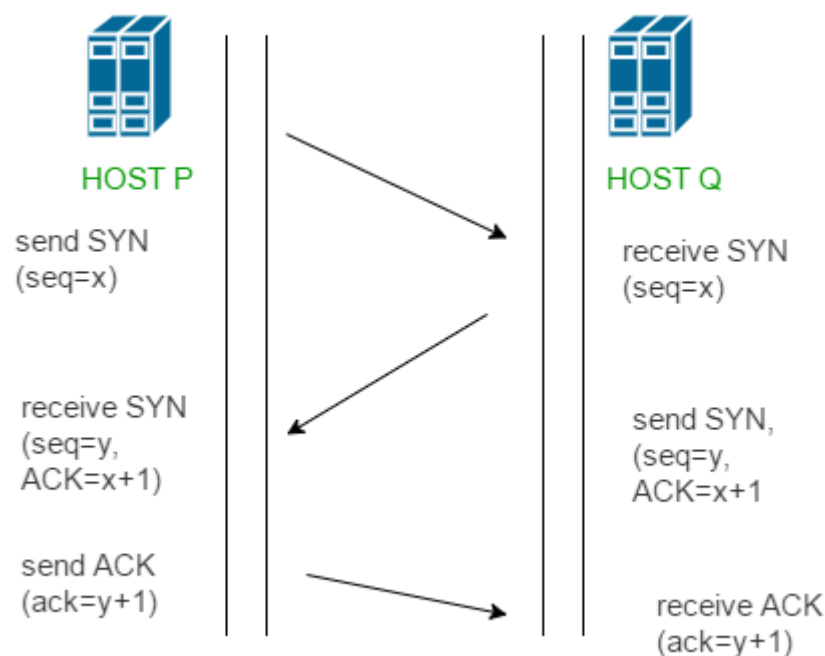 HOST P
HOST Q
send SYN
(seq=x)
receive SYN
(seq=x)
receive SYN
(seq=y,
ACK=x+1)
send SYN,
(seq=y,
ACK=x+1
send ACK
(ack=y+1)
receive ACK
(ack=y+1)